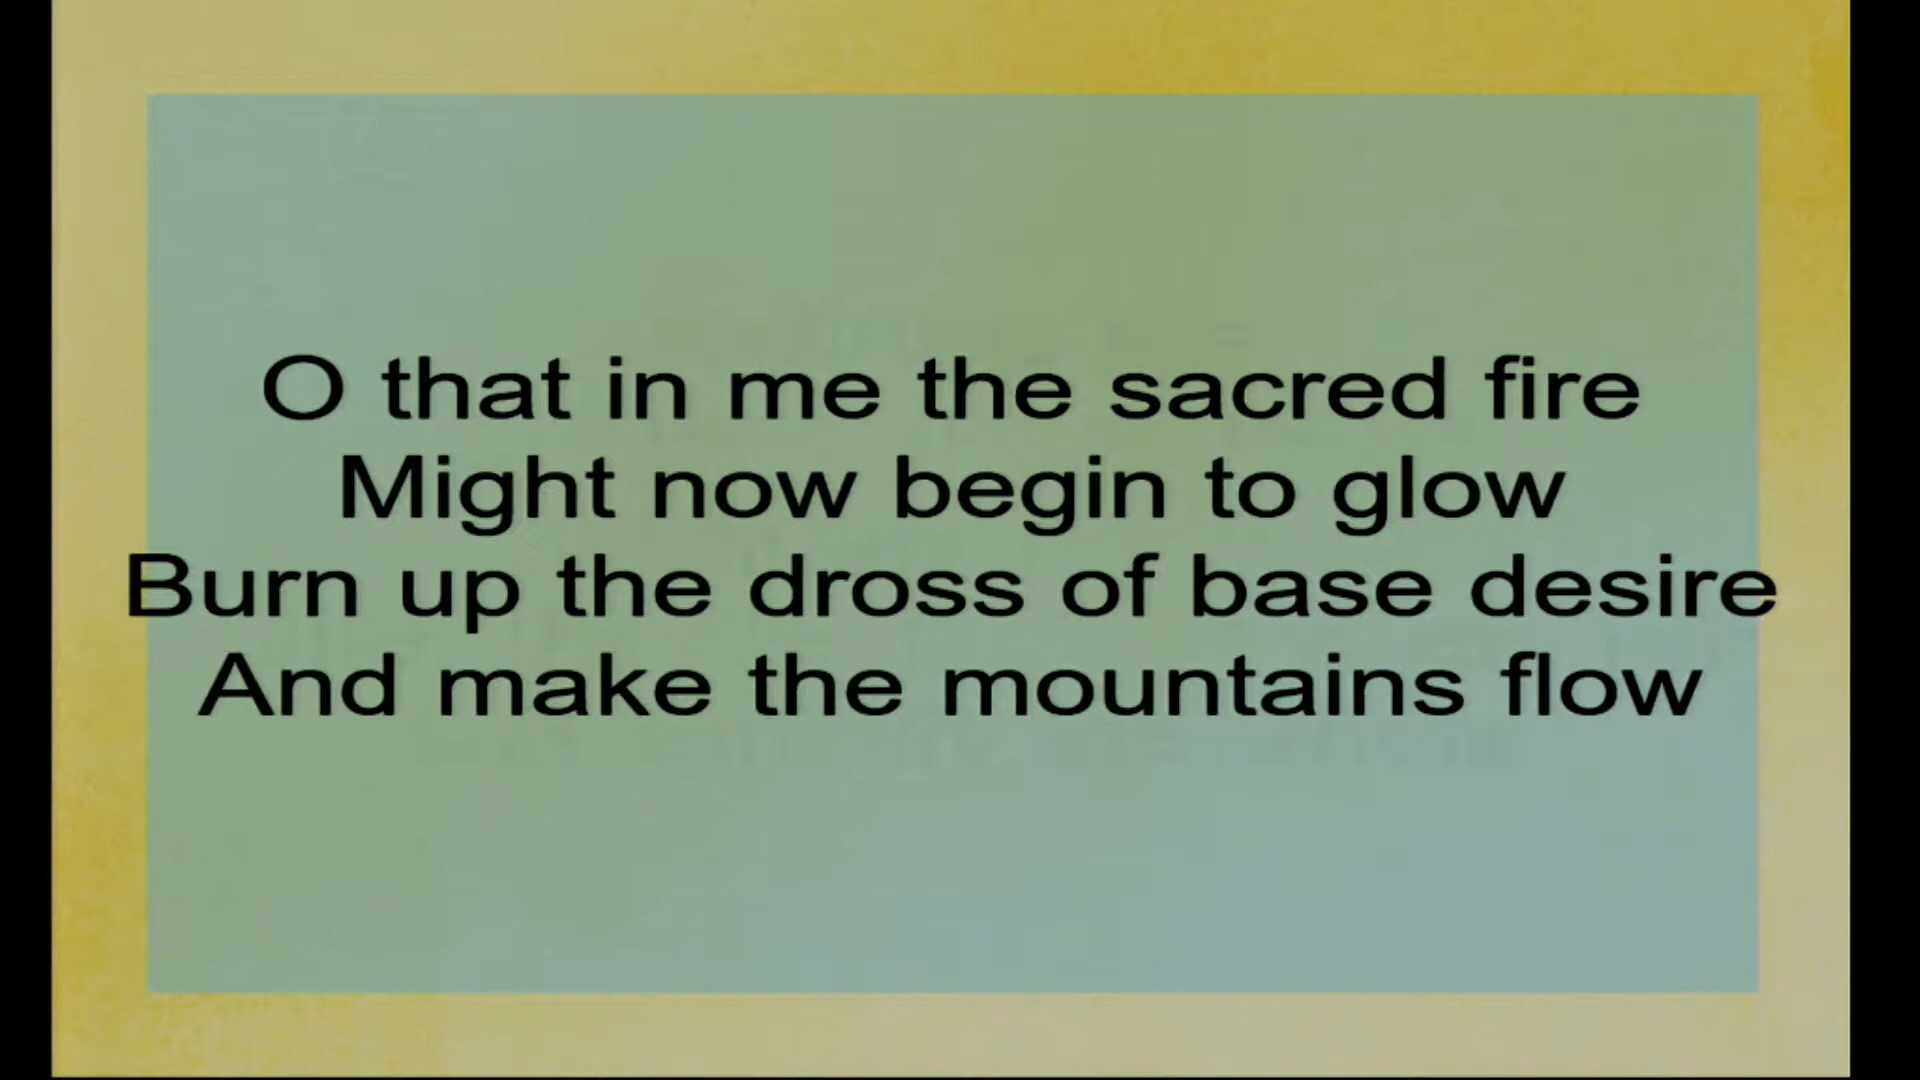 O that in me the sacred fire
Might now begin to glow
Burn up the dross of base desire
And make the mountains flow